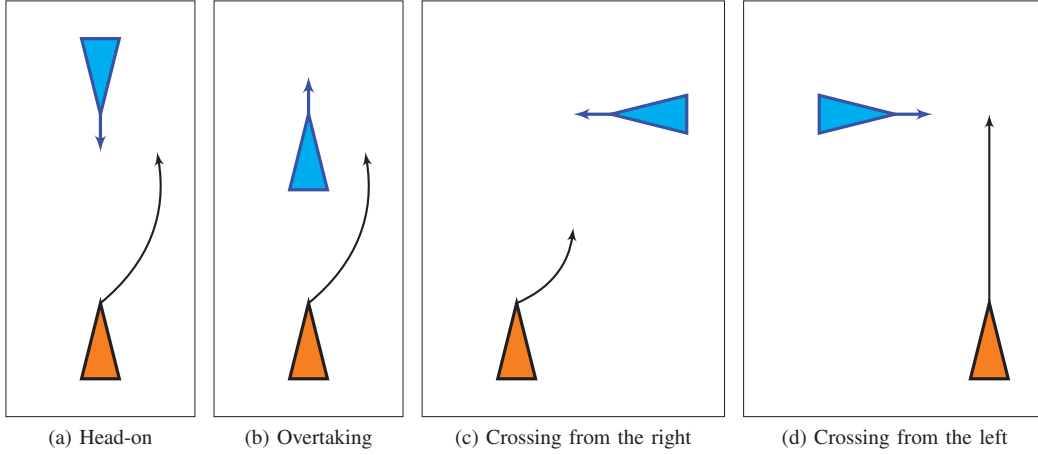 (a) Head-on
(b) Overtaking
(c) Crossing from the right
(d) Crossing from the left